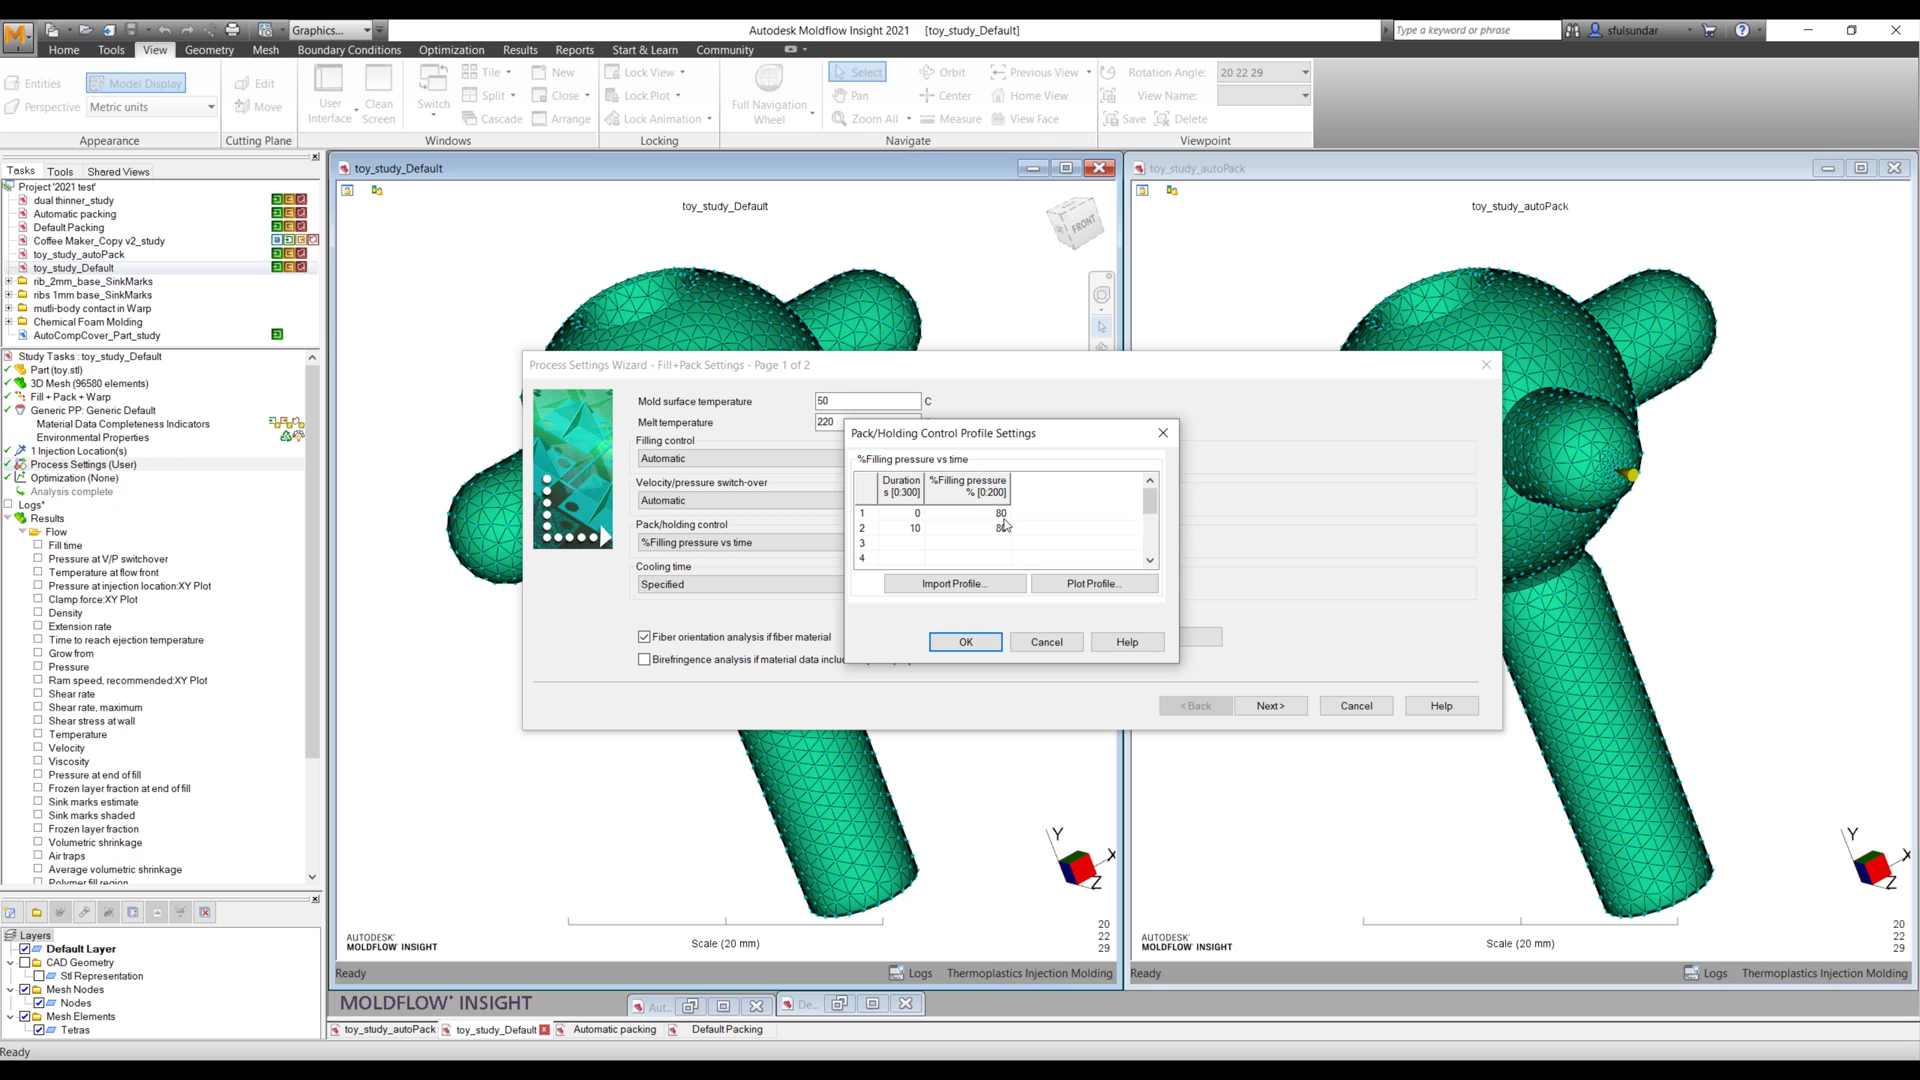 Graphics...
Autodesk Moldflow Insight 2021 [toy_study_Default]
Type a keyword or phrase
sfulsundar
Home Tools View Geometry Mesh Boundary Conditions Optimization Results Reports Start & Learn Community
Entities Model Display
Perspective Metric units
Appearance
Edit
Move
Cutting Plane
User Interface
Clean Screen
Switch
Tile
Split
Cascade
New
Close
Arrange
Windows
Lock View
Lock Plot
Lock Animation
Locking
Full Navigation Wheel
Select
Pan
Zoom All
Orbit
Center
Measure
Previous View
Home View
View Face
Navigate
Rotation Angle: 20 22 29
View Name:
Save Delete
Viewpoint
Tasks Tools Shared Views
Project '2021 test'
dual thinner_study
Automatic packing
Default Packing
Coffee Maker_Copy v2_study
toy_study_autoPack
toy_study_Default
rib_2mm_base_SinkMarks
ribs 1mm base_SinkMarks
mutli-body contact in Warp
Chemical Foam Molding
AutoCompCover_Part_study
Study Tasks : toy_study_Default
Part (toy.stl)
3D Mesh (96580 elements)
Fill + Pack + Warp
Generic PP: Generic Default
Material Data Completeness Indicators
Environmental Properties
1 Injection Location(s)
Process Settings (User)
Optimization (None)
Analysis complete
Logs*
Results
Flow
Fill time
Pressure at V/P switchover
Temperature at flow front
Pressure at injection location:XY Plot
Clamp force:XY Plot
Density
Extension rate
Time to reach ejection temperature
Grow from
Pressure
Ram speed, recommended:XY Plot
Shear rate
Shear rate, maximum
Shear stress at wall
Temperature
Velocity
Viscosity
Pressure at end of fill
Frozen layer fraction at end of fill
Sink marks estimate
Sink marks shaded
Frozen layer fraction
Volumetric shrinkage
Air traps
Average volumetric shrinkage
Polymer fill region
Layers
Default Layer
CAD Geometry
Stl Representation
Mesh Nodes
Nodes
Mesh Elements
Tetras
toy_study_Default
toy_study_Default
FRONT
Y
X
Z
AUTODESK'
MOLDFLOW INSIGHT
Scale (20 mm)
20
22
29
Ready
Logs Thermoplastics Injection Molding
toy_study_autoPack
toy_study_autoPack
Y
X
Z
AUTODESK'
MOLDFLOW INSIGHT
Scale (20 mm)
20
22
29
Ready
Logs Thermoplastics Injection Molding
Process Settings Wizard - Fill+Pack Settings - Page 1 of 2
Mold surface temperature 50 C
Melt temperature 220
Filling control
Automatic
Velocity/pressure switch-over
Automatic
Pack/holding control
%Filling pressure vs time
Cooling time
Specified
Fiber orientation analysis if fiber material
Birefringence analysis if material data
< Back Next > Cancel Help
Pack/Holding Control Profile Settings
%Filling pressure vs time
Duration %Filling pressure
s [0:300] % [0:200]
1 0 80
2 10
3
4
Import Profile... Plot Profile...
OK Cancel Help
MOLDFLOW' INSIGHT
Aut... De...
toy_study_autoPack toy_study_Default Automatic packing Default Packing
Ready